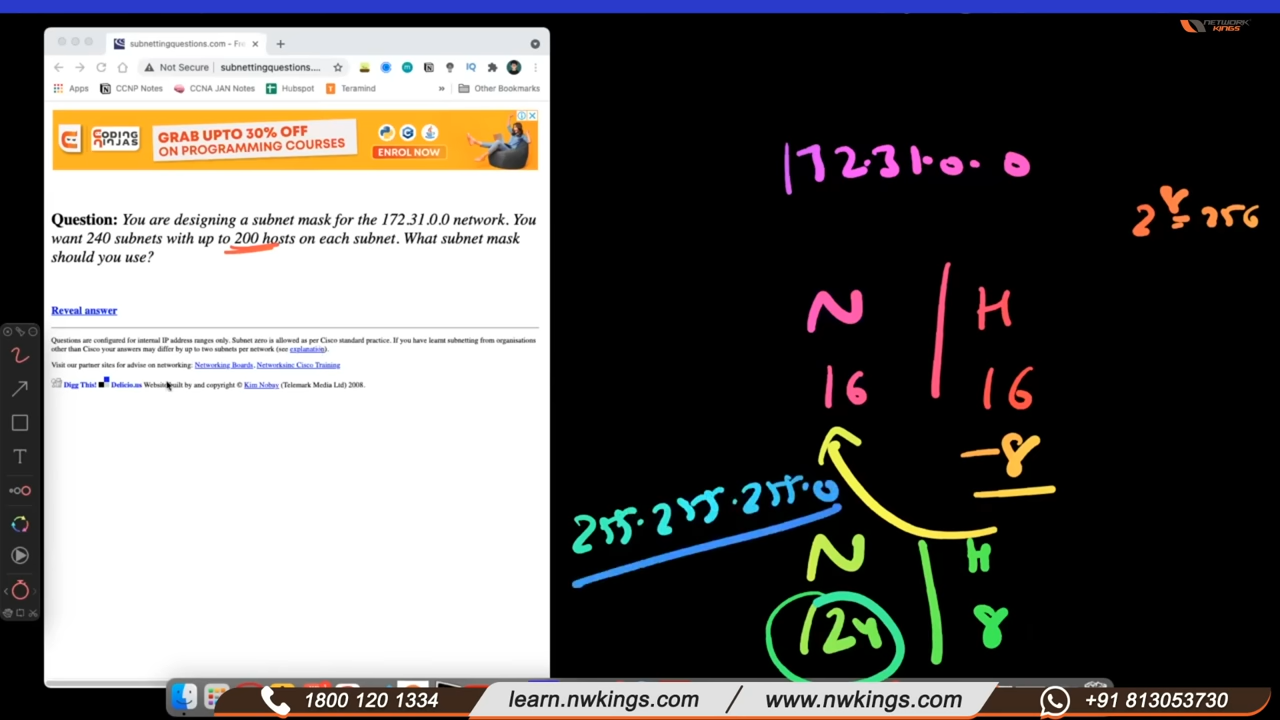 NETWORK
KINGS
subnettingquestions.com - Fre
Not Secure
subnettingquestions....
IQ
Apps
CCNP Notes
CCNA JAN Notes
Hubspot
Teramind
»
Other Bookmarks
CODING
NINJAS
GRAB UPTO 30% OFF
ON PROGRAMMING COURSES
ENROL NOW
Question: You are designing a subnet mask for the 172.31.0.0 network. You
want 240 subnets with up to 200 hosts on each subnet. What subnet mask
should you use?
Reveal answer
Questions are configured for internal IP address ranges only. Subnet zero is allowed as per Cisco standard practice. If you have learnt subnetting from organisations
other than Cisco your answers may differ by up to two subnets per network (see explanation).
Visit our partner sites for advise on networking: Networking Boards, Networksinc Cisco Training
Digg This! Delicio.us Website built by and copyright © Kim Nobay (Telemark Media Ltd) 2008.
T
172.31.0.0
2^8 = 256
N H
16 16
-8
255.255.255.0
N H
/24 8
1800 120 1334
learn.nwkings.com / www.nwkings.com
+91 813053730